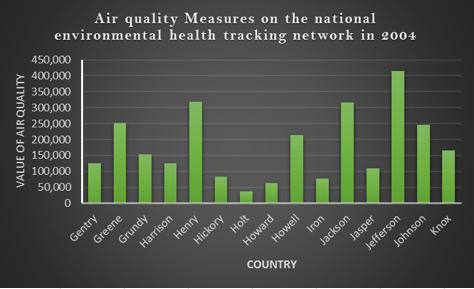 Air quality Measures on the national
environmental health tracking network in 2004
450,000
400,000
350,000
300,000
250,000
200,000
150,000
100,000
50,000
0
VALUE OF AIR QUALITY
Gentry
Greene
Grundy
Harrison
Henry
Hickory
Holt
Howard
Howell
Iron
Jackson
Jasper
Jefferson
Johnson
Knox
COUNTRY